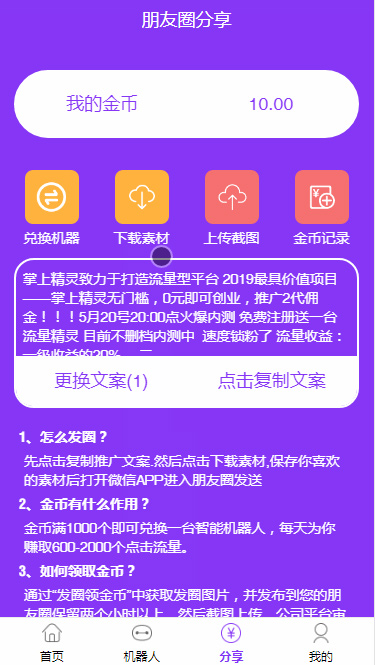 朋友圈分享
我的金币 10.00
兑换机器 下载素材 上传截图 金币记录
掌上精灵致力于打造流量型平台 2019最具价值项目
——掌上精灵无门槛，0元即可创业，推广2代佣
金！！！5月20号20:00点火爆内测 免费注册送一台
流量精灵 目前不删档内测中 速度锁粉了 流量收益：
一级收益的20%
更换文案(1) 点击复制文案
1、怎么发圈？
先点击复制推广文案.然后点击下载素材,保存你喜欢
的素材后打开微信APP进入朋友圈发送
2、金币有什么作用？
金币满1000个即可兑换一台智能机器人，每天为你
赚取600-2000个点击流量。
3、如何领取金币？
通过“发圈领金币”中获取发圈图片，并发布到您的朋
友圈保留两个小时以上，然后截图上传，公司平台审
首页 机器人 分享 我的